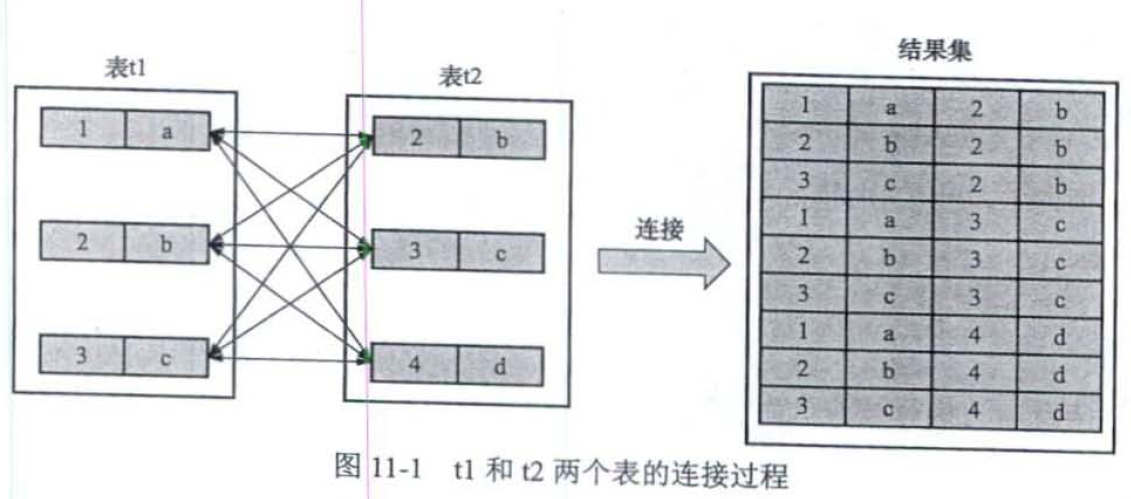 表t1
1 a
2 b
3 c
表t2
2 b
3 c
4 d
连接
结果集
1 a 2 b
2 b 2 b
3 c 2 b
1 a 3 c
2 b 3 c
3 c 3 c
1 a 4 d
2 b 4 d
3 c 4 d
图 11-1 t1 和 t2 两个表的连接过程